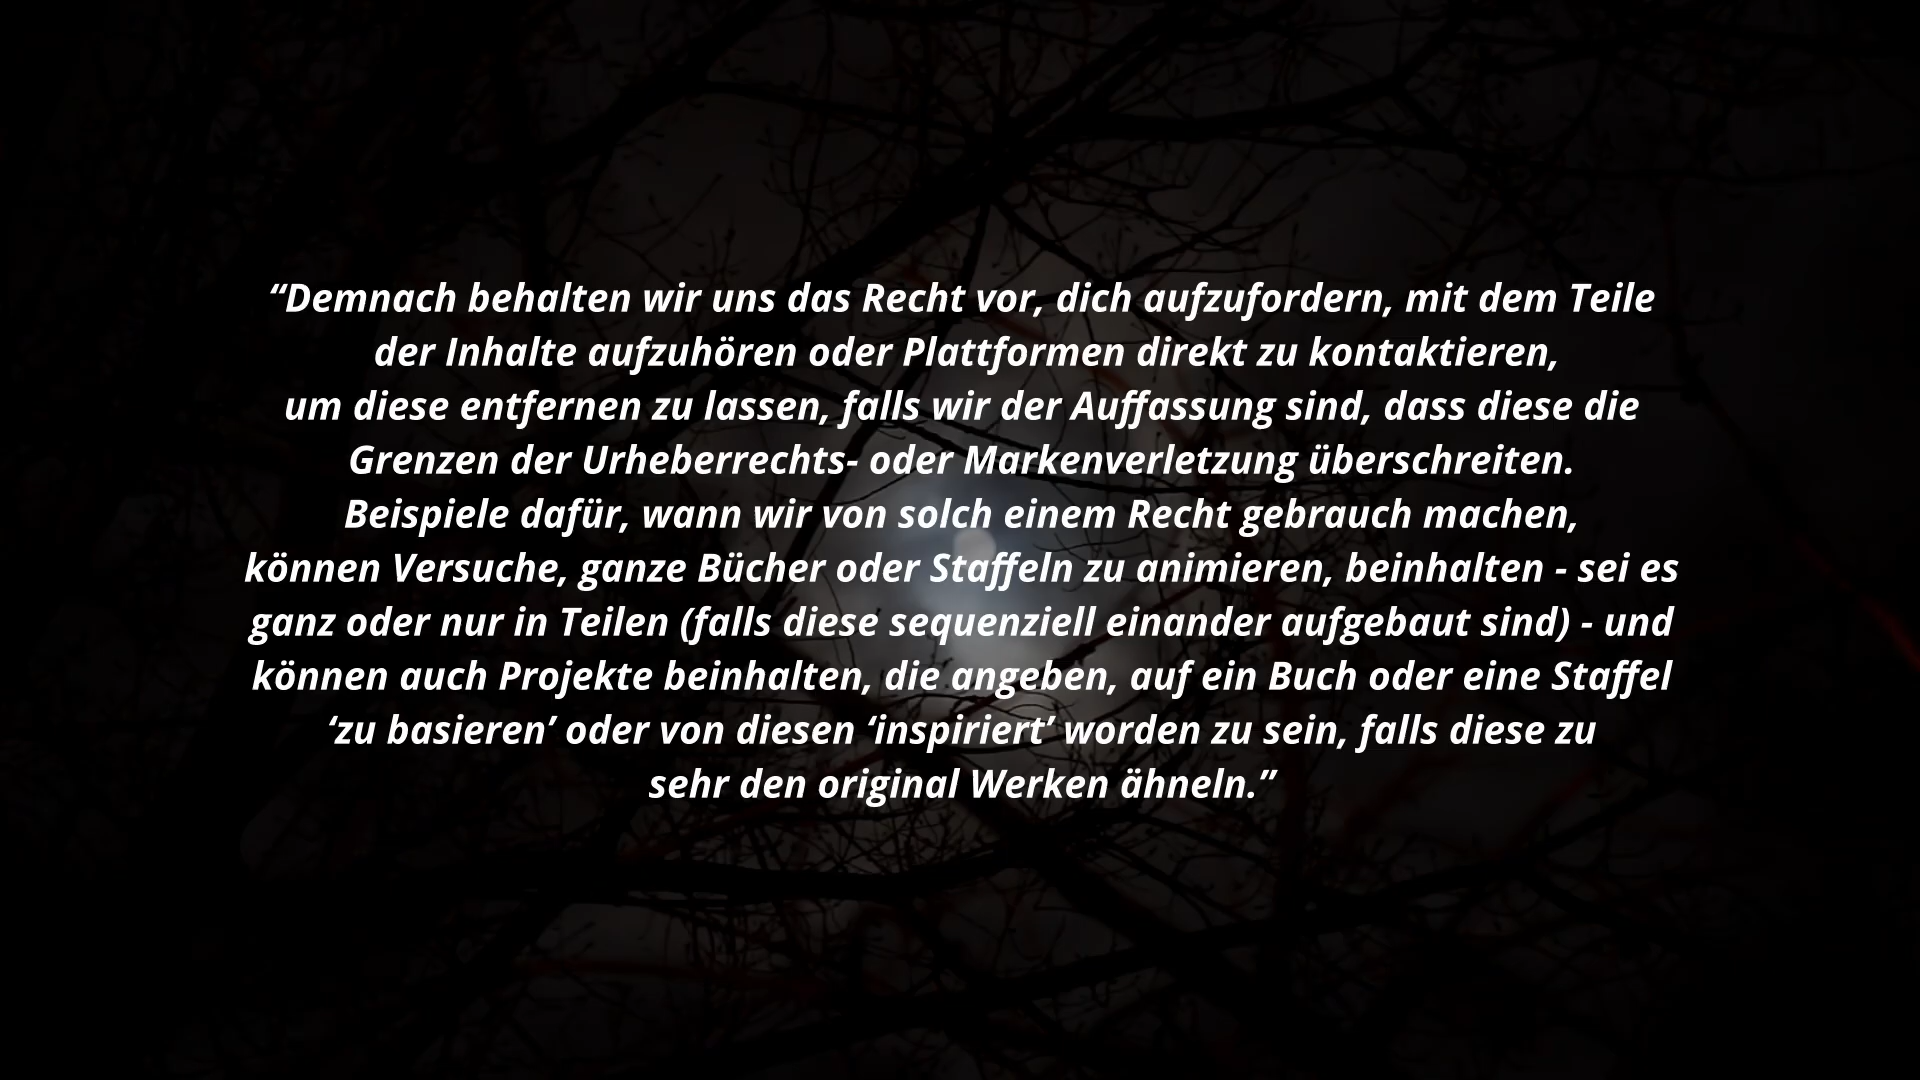 “Demnach behalten wir uns das Recht vor, dich aufzufordern, mit dem Teile
der Inhalte aufzuhören oder Plattformen direkt zu kontaktieren,
um diese entfernen zu lassen, falls wir der Auffassung sind, dass diese die
Grenzen der Urheberrechts- oder Markenverletzung überschreiten.
Beispiele dafür, wann wir von solch einem Recht gebrauch machen,
können Versuche, ganze Bücher oder Staffeln zu animieren, beinhalten - sei es
ganz oder nur in Teilen (falls diese sequenziell einander aufgebaut sind) - und
können auch Projekte beinhalten, die angeben, auf ein Buch oder eine Staffel
‘zu basieren’ oder von diesen ‘inspiriert’ worden zu sein, falls diese zu
sehr den original Werken ähneln.”